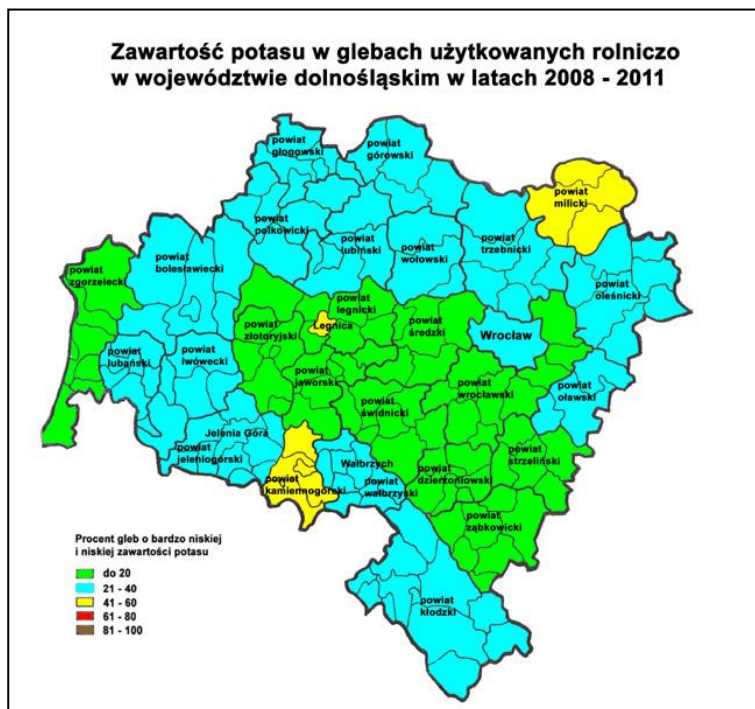 Zawartość potasu w glebach użytkowanych rolniczo
w województwie dolnośląskim w latach 2008 - 2011
powiat
głogowski
powiat
górowski
powiat
milicki
powiat
polkowicki
powiat
lubiński
powiat
wołowski
powiat
trzebnicki
powiat
bolesławiecki
powiat
zgorzelecki
powiat
oleśnicki
powiat
legnicki
Legnica
powiat
złotoryjski
powiat
średzki
Wrocław
powiat
lubański
powiat
lwówecki
powiat
jaworski
powiat
wrocławski
powiat
oławski
powiat
świdnicki
Jelenia Góra
powiat
jeleniogórski
Wałbrzych
powiat
strzeliński
powiat
kamiennogórski
powiat
wałbrzyski
powiat
dzierżoniowski
powiat
ząbkowicki
powiat
kłodzki
Procent gleb o bardzo niskiej
i niskiej zawartości potasu
do 20
21 - 40
41 - 60
61 - 80
81 - 100